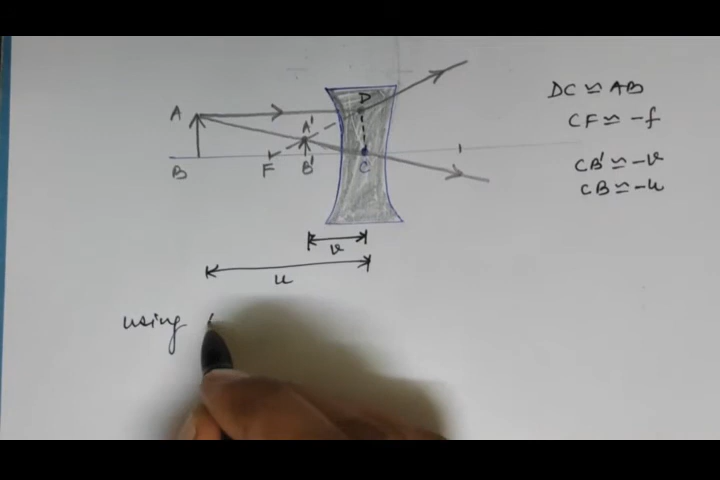 DC ≃ AB
D
A
A'
CF ≃ -f
B
F
B'
C
CB' ≃ -v
CB ≃ -u
v
u
using